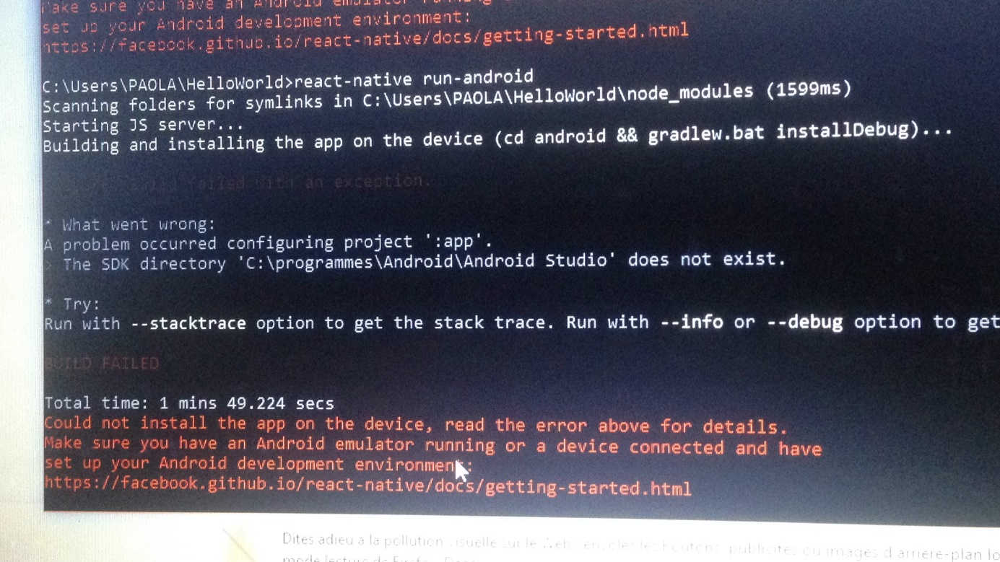 Make sure you have an Android emulator running
set up your Android development environment:
https://facebook.github.io/react-native/docs/getting-started.html
C:\Users\PAOLA\HelloWorld>react-native run-android
Scanning folders for symlinks in C:\Users\PAOLA\HelloWorld\node_modules (1599ms)
Starting JS server...
Building and installing the app on the device (cd android && gradlew.bat installDebug)...
failed with an exception.
* What went wrong:
A problem occurred configuring project ':app'.
> The SDK directory 'C:\programmes\Android\Android Studio' does not exist.
* Try:
Run with --stacktrace option to get the stack trace. Run with --info or --debug option to get
BUILD FAILED
Total time: 1 mins 49.224 secs
Could not install the app on the device, read the error above for details.
Make sure you have an Android emulator running or a device connected and have
set up your Android development environment:
https://facebook.github.io/react-native/docs/getting-started.html
Dites adieu à la pollution visuelle sur le Web : les boutons, publicités ou images d'arrière-plan
mode lecture de